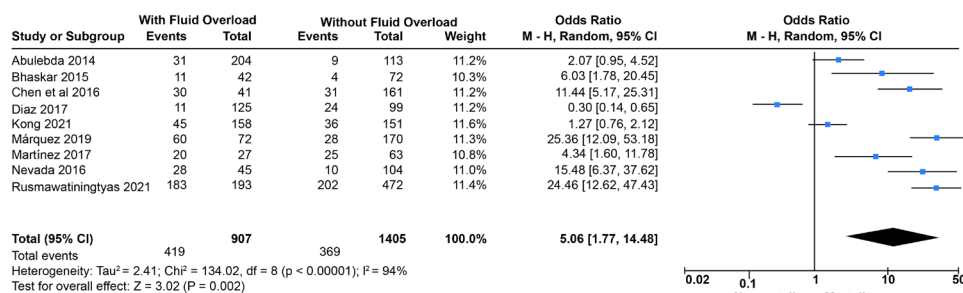 With Fluid Overload Without Fluid Overload Odds Ratio Odds Ratio
Study or Subgroup Events Total Events Total Weight M - H, Random, 95% CI M - H, Random, 95% CI
Abulebda 2014 31 204 9 113 11.2% 2.07 [0.95, 4.52]
Bhaskar 2015 11 42 4 72 10.3% 6.03 [1.78, 20.45]
Chen et al 2016 30 41 31 161 11.2% 11.44 [5.17, 25.31]
Diaz 2017 11 125 24 99 11.2% 0.30 [0.14, 0.65]
Kong 2021 45 158 36 151 11.6% 1.27 [0.76, 2.12]
Márquez 2019 60 72 28 170 11.3% 25.36 [12.09, 53.18]
Martínez 2017 20 27 25 63 10.8% 4.34 [1.60, 11.78]
Nevada 2016 28 45 10 104 11.0% 15.48 [6.37, 37.62]
Rusmawatiningtyas 2021 183 193 202 472 11.4% 24.46 [12.62, 47.43]
Total (95% CI) 907 1405 100.0% 5.06 [1.77, 14.48]
Total events 419 369
Heterogeneity: Tau² = 2.41; Chi² = 134.02, df = 8 (p < 0.00001); I² = 94%
Test for overall effect: Z = 3.02 (P = 0.002)
0.02 0.1 1 10 50